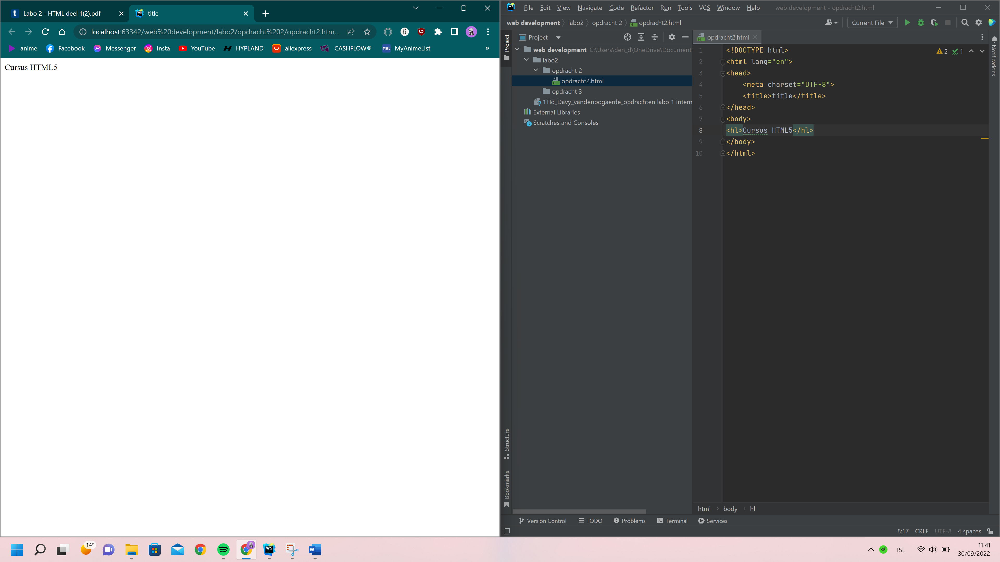 Labo 2 - HTML deel 1(2).pdf
title
localhost:63342/web%20development/labo2/opdracht%202/opdracht2.htm...
anime Facebook Messenger Insta YouTube HYPLAND aliexpress CASHFLOW® MAL MyAnimeList »
Cursus HTML5
File Edit View Navigate Code Refactor Run Tools VCS Window Help web development - opdracht2.html
web development labo2 opdracht 2 opdracht2.html
Current File
Project
Project
web development C:\Users\den_d\OneDrive\Document
labo2
opdracht 2
opdracht2.html
opdracht 3
1TId_Davy_vandenbogaerde_opdrachten labo 1 intern
External Libraries
Scratches and Consoles
Structure
Bookmarks
opdracht2.html
2 1
Notifications
1 <!DOCTYPE html>
2 <html lang="en">
3 <head>
4 <meta charset="UTF-8">
5 <title>title</title>
6 </head>
7 <body>
8 <hl>Cursus HTML5</hl>
9 </body>
10 </html>
html body hl
Version Control TODO Problems Terminal Services
8:17 CRLF UTF-8 4 spaces
14°
WS
W
ISL
11:41
30/09/2022